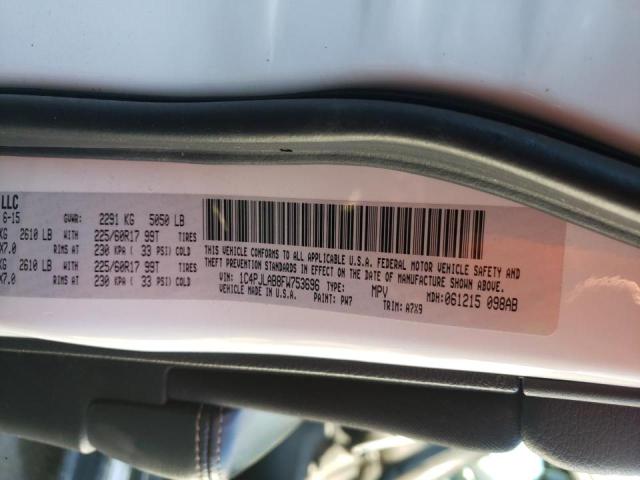 LLC
6-15 GVWR: 2291 KG 5050 LB
KG 2610 LB 225/60R17 99T TIRES
X7.0 RIMS AT 230 KPA ( 33 PSI) COLD
KG 2610 LB 225/60R17 99T TIRES
X7.0 RIMS AT 230 KPA ( 33 PSI) COLD
THIS VEHICLE CONFORMS TO ALL APPLICABLE U.S.A. FEDERAL MOTOR VEHICLE SAFETY AND
THEFT PREVENTION STANDARDS IN EFFECT ON THE DATE OF MANUFACTURE SHOWN ABOVE.
VIN: 1C4PJLAB8FW753696 TYPE: MPV MDH: 061215 098AB
VEHICLE MADE IN U.S.A. PAINT: PW7 TRIM: A7X9